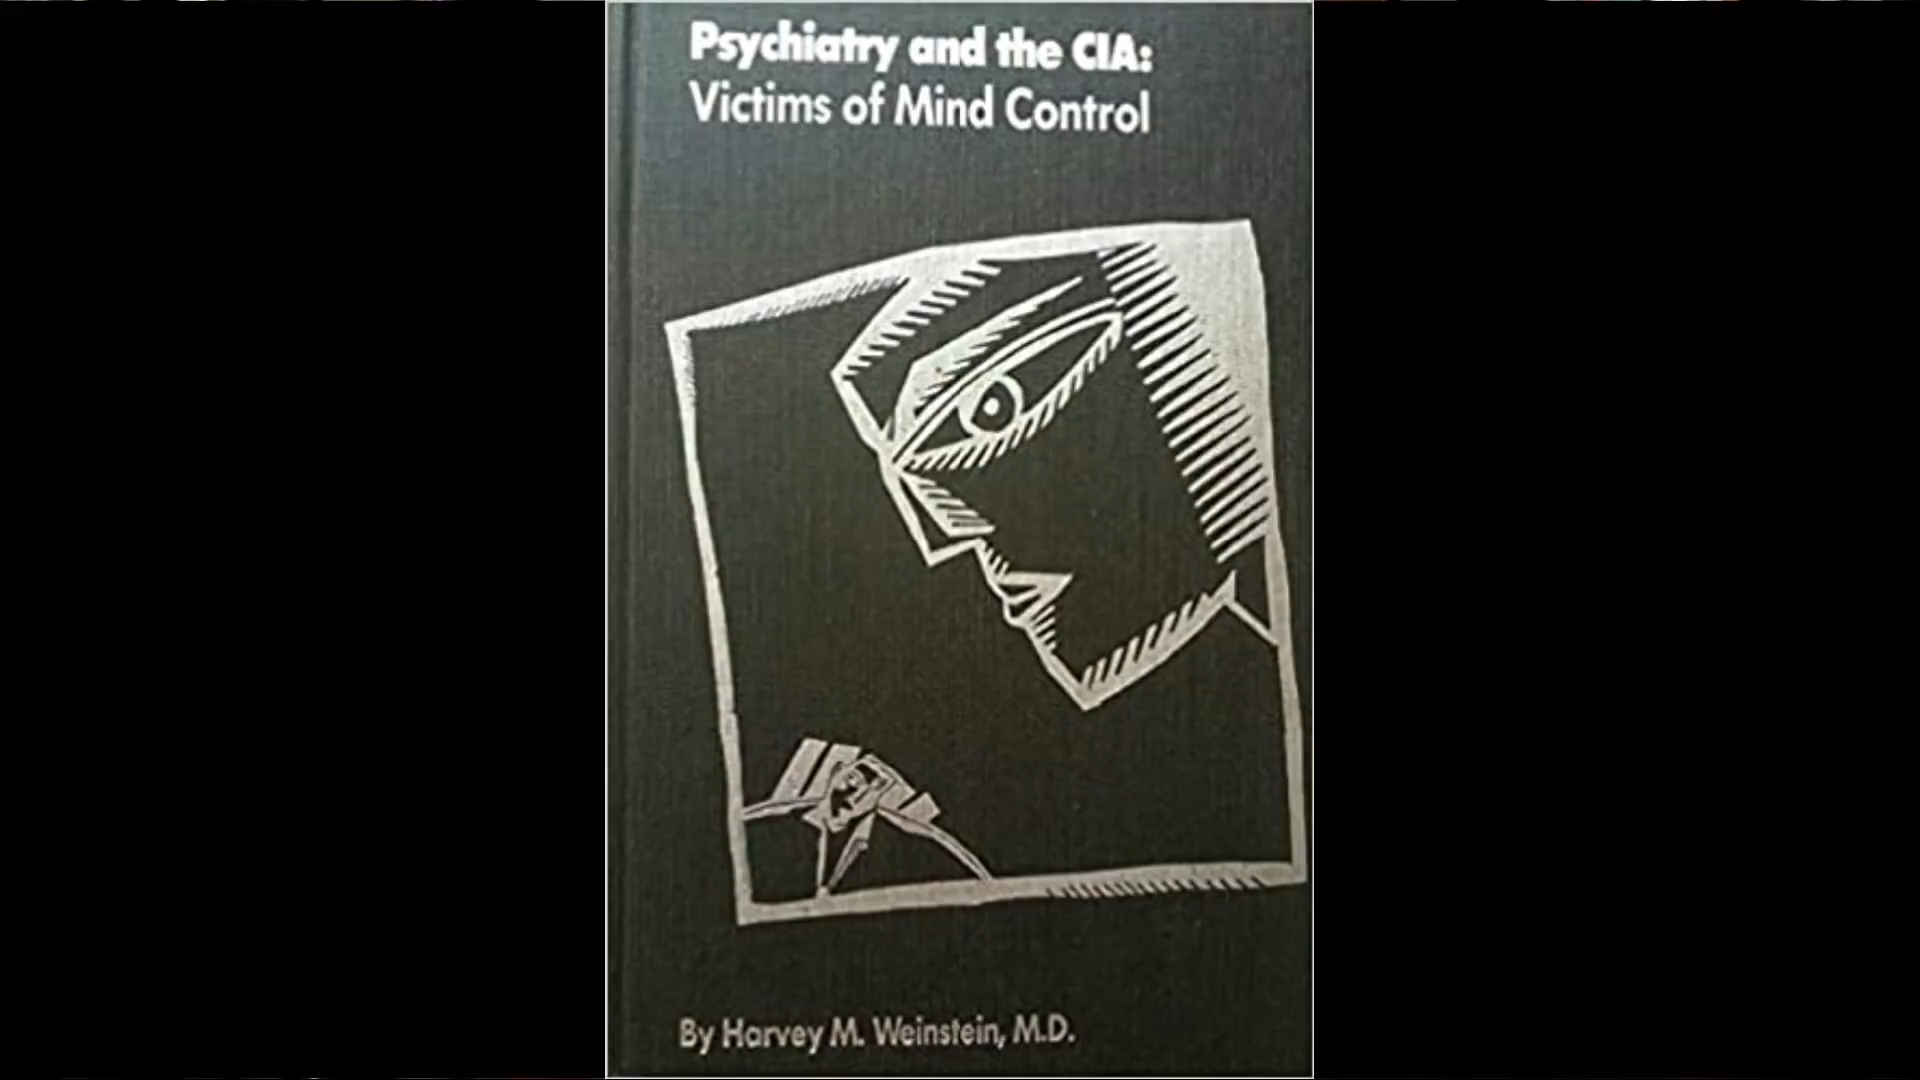 Psychiatry and the CIA:
Victims of Mind Control
By Harvey M. Weinstein, M.D.